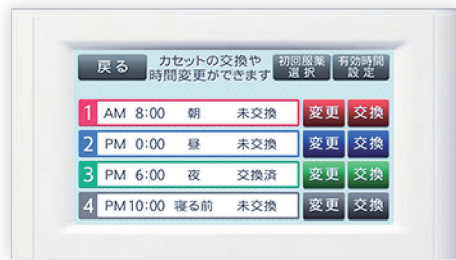 戻る
カセットの交換や
時間変更ができます
初回服薬
選択
有効時間
設定
1 AM 8:00 朝 未交換 変更 交換
2 PM 0:00 昼 未交換 変更 交換
3 PM 6:00 夜 交換済 変更 交換
4 PM10:00 寝る前 未交換 変更 交換